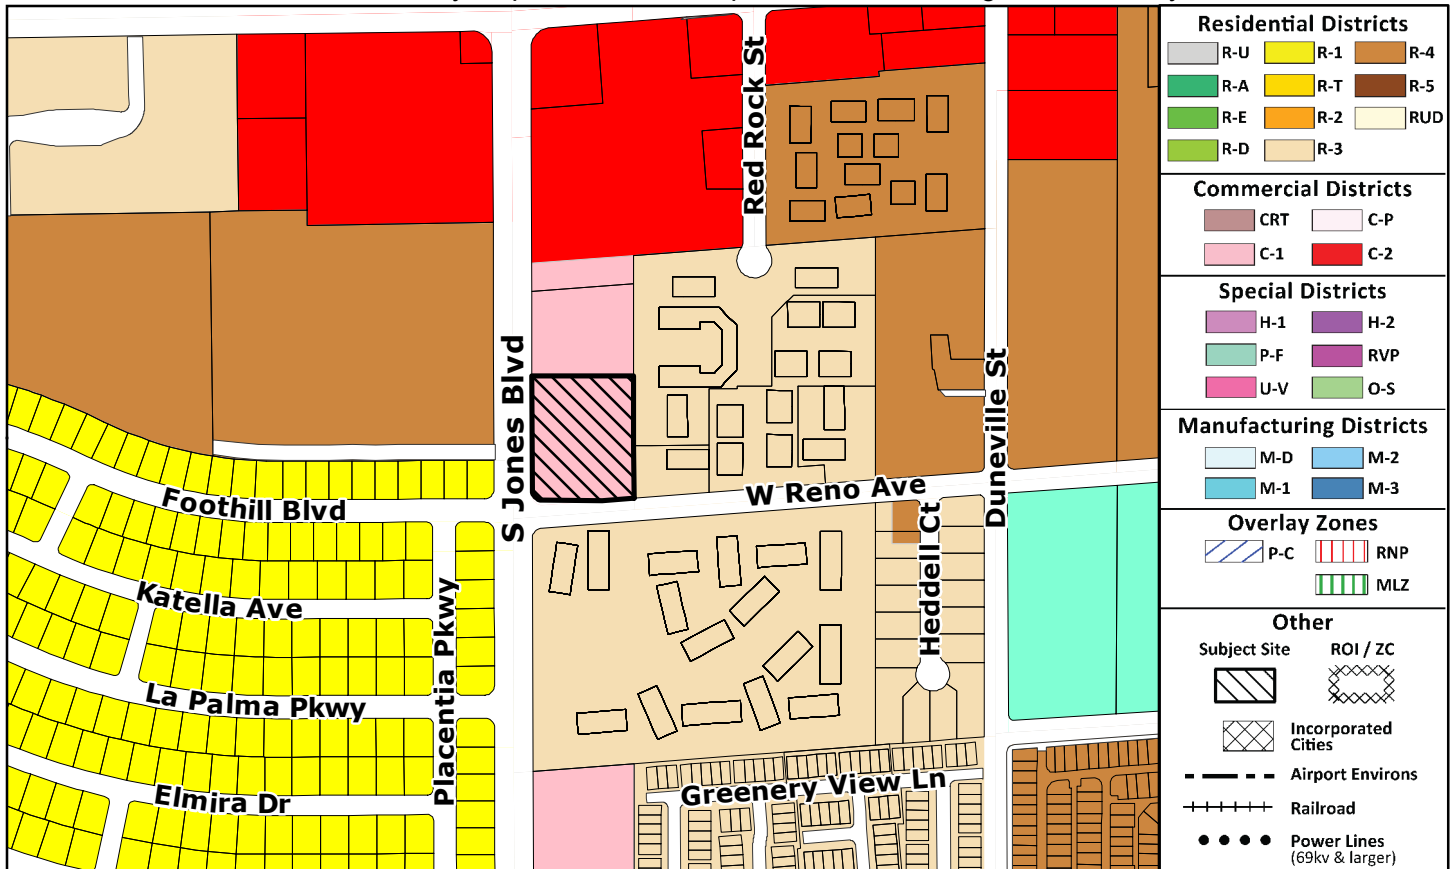 Red Rock St
S Jones Blvd
Duneville St
W Reno Ave
Heddell Ct
Foothill Blvd
Katella Ave
Placentia Pkwy
La Palma Pkwy
Elmira Dr
Greenery View Ln
Residential Districts
R-U R-1 R-4
R-A R-T R-5
R-E R-2 RUD
R-D R-3
Commercial Districts
CRT C-P
C-1 C-2
Special Districts
H-1 H-2
P-F RVP
U-V O-S
Manufacturing Districts
M-D M-2
M-1 M-3
Overlay Zones
P-C RNP
MLZ
Other
Subject Site ROI / ZC
Incorporated
Cities
Airport Environs
Railroad
Power Lines
(69kv & larger)